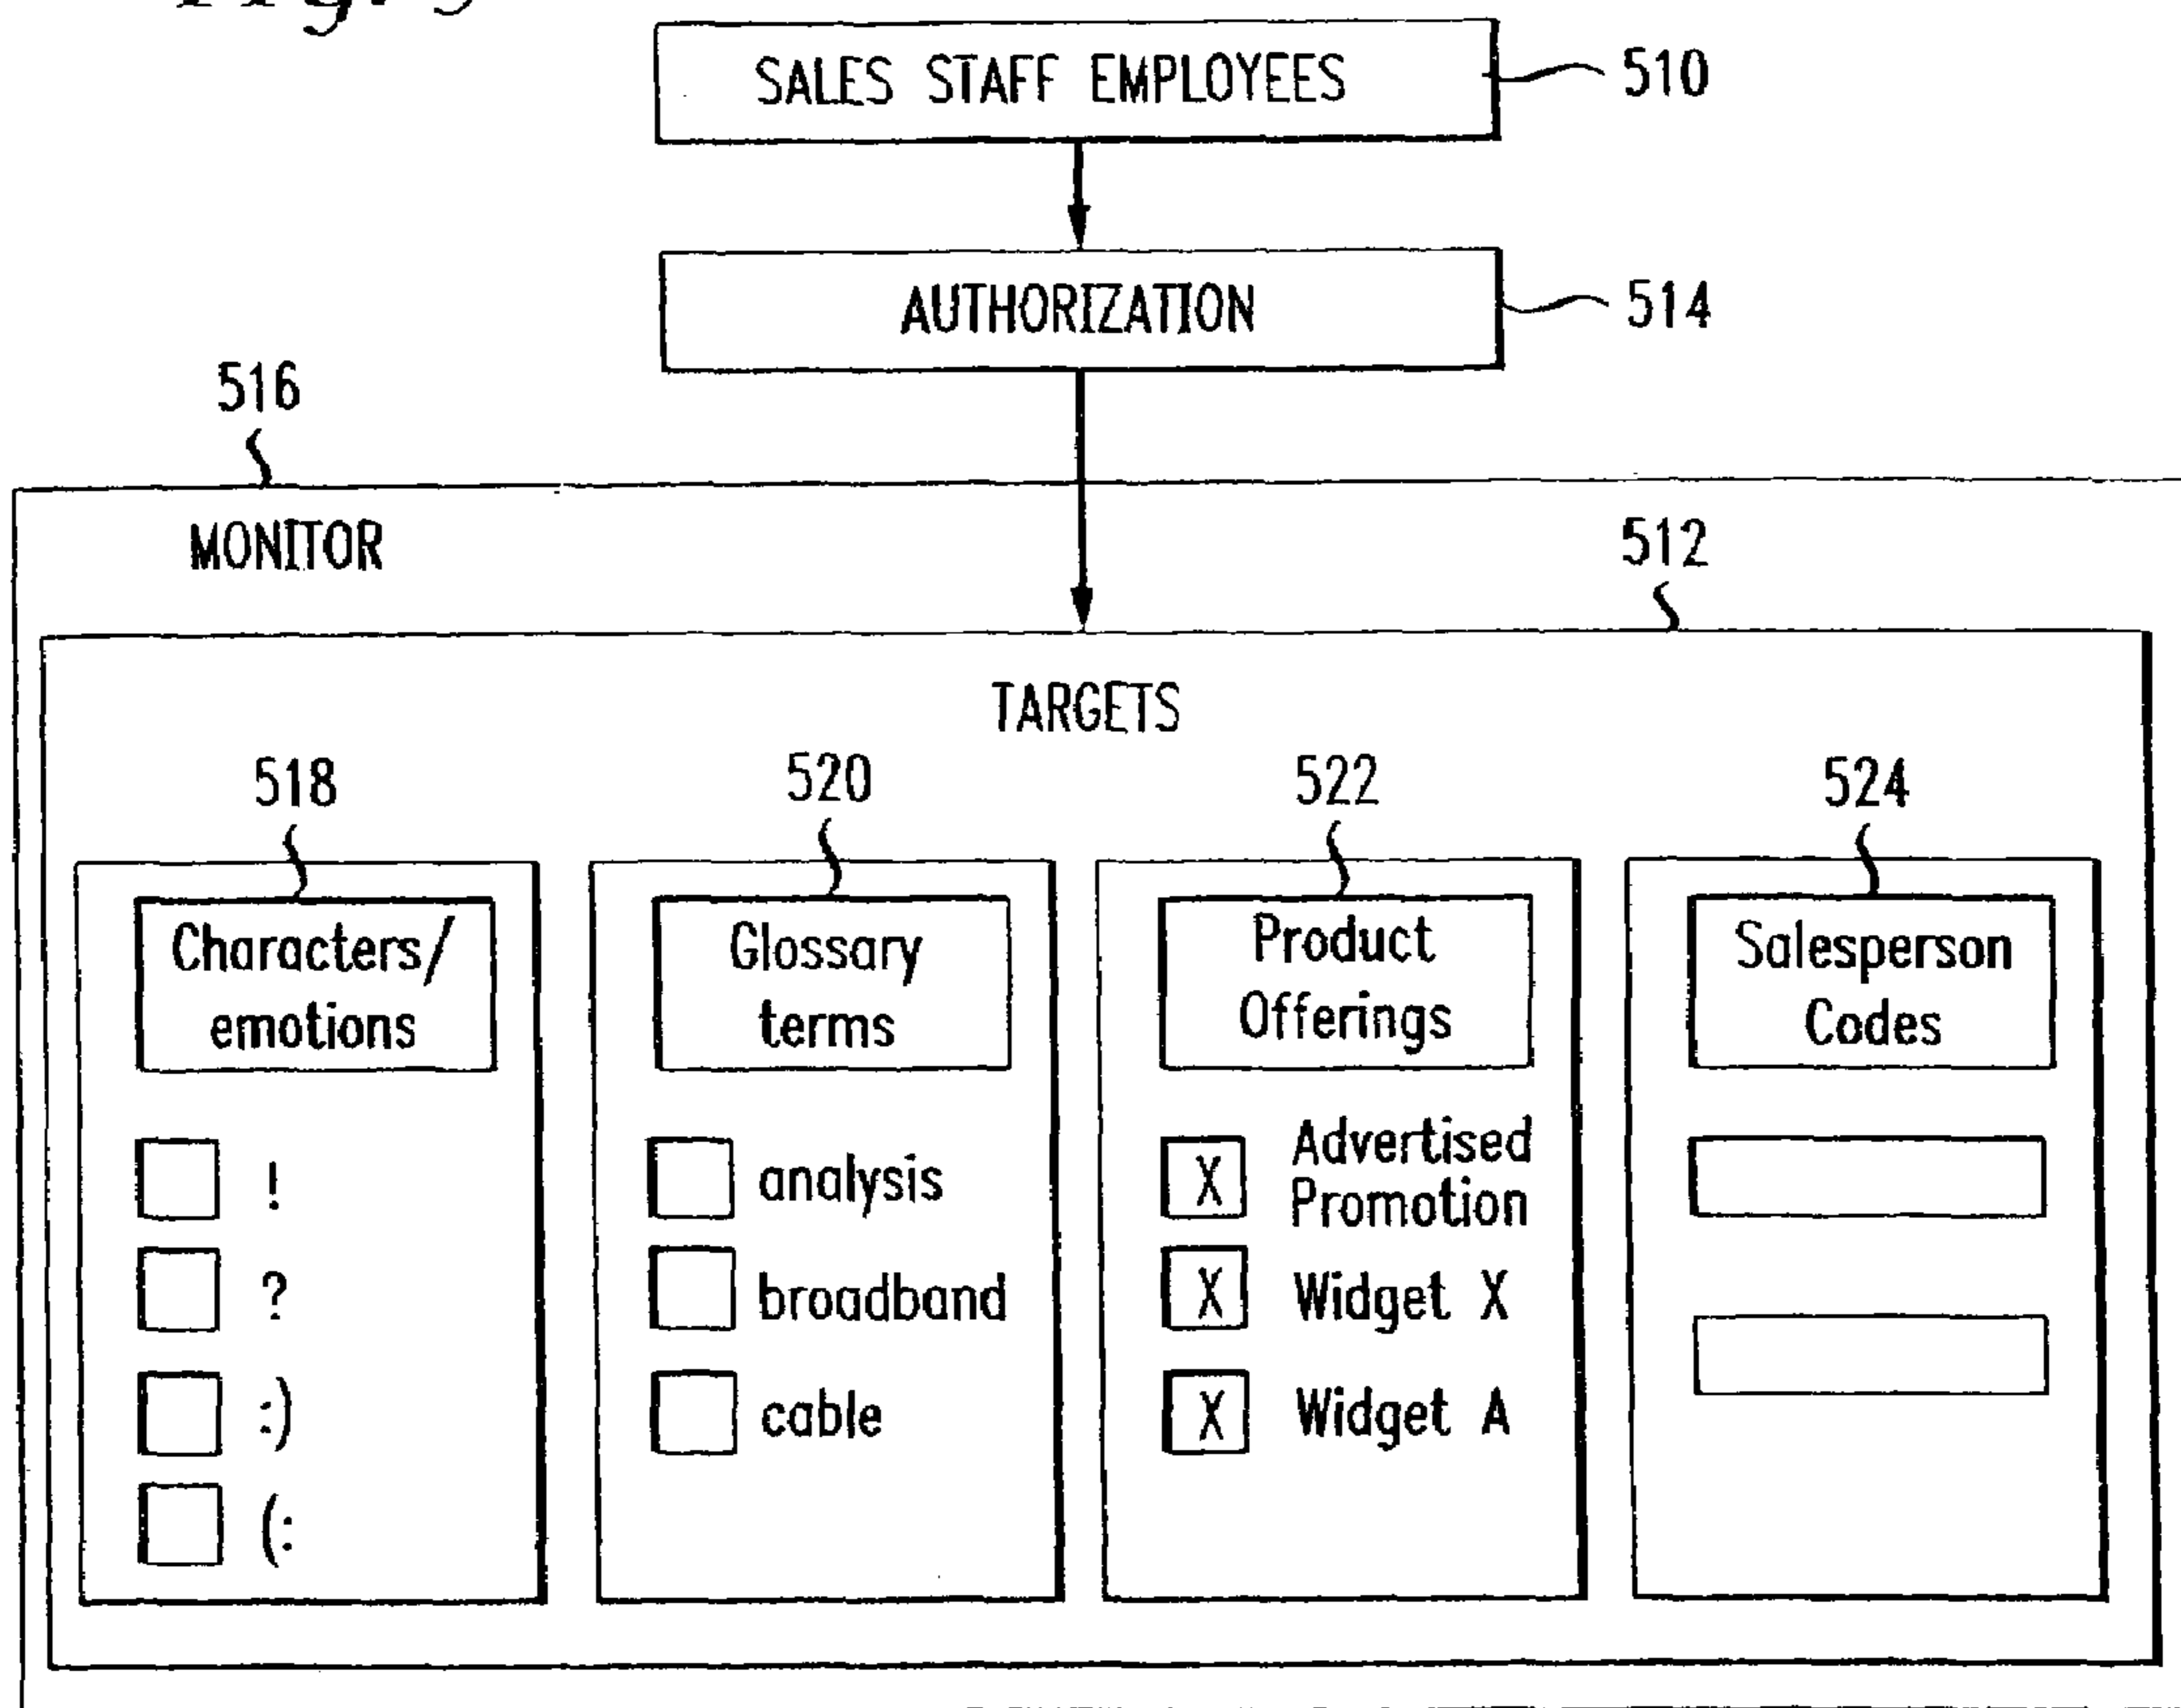 SALES STAFF EMPLOYEES
510
AUTHORIZATION
514
516
MONITOR
512
TARGETS
518
520
522
524
Characters/
emotions
!
?
:)
(:
Glossary
terms
analysis
broadband
cable
Product
Offerings
X Advertised
Promotion
X Widget X
X Widget A
Salesperson
Codes